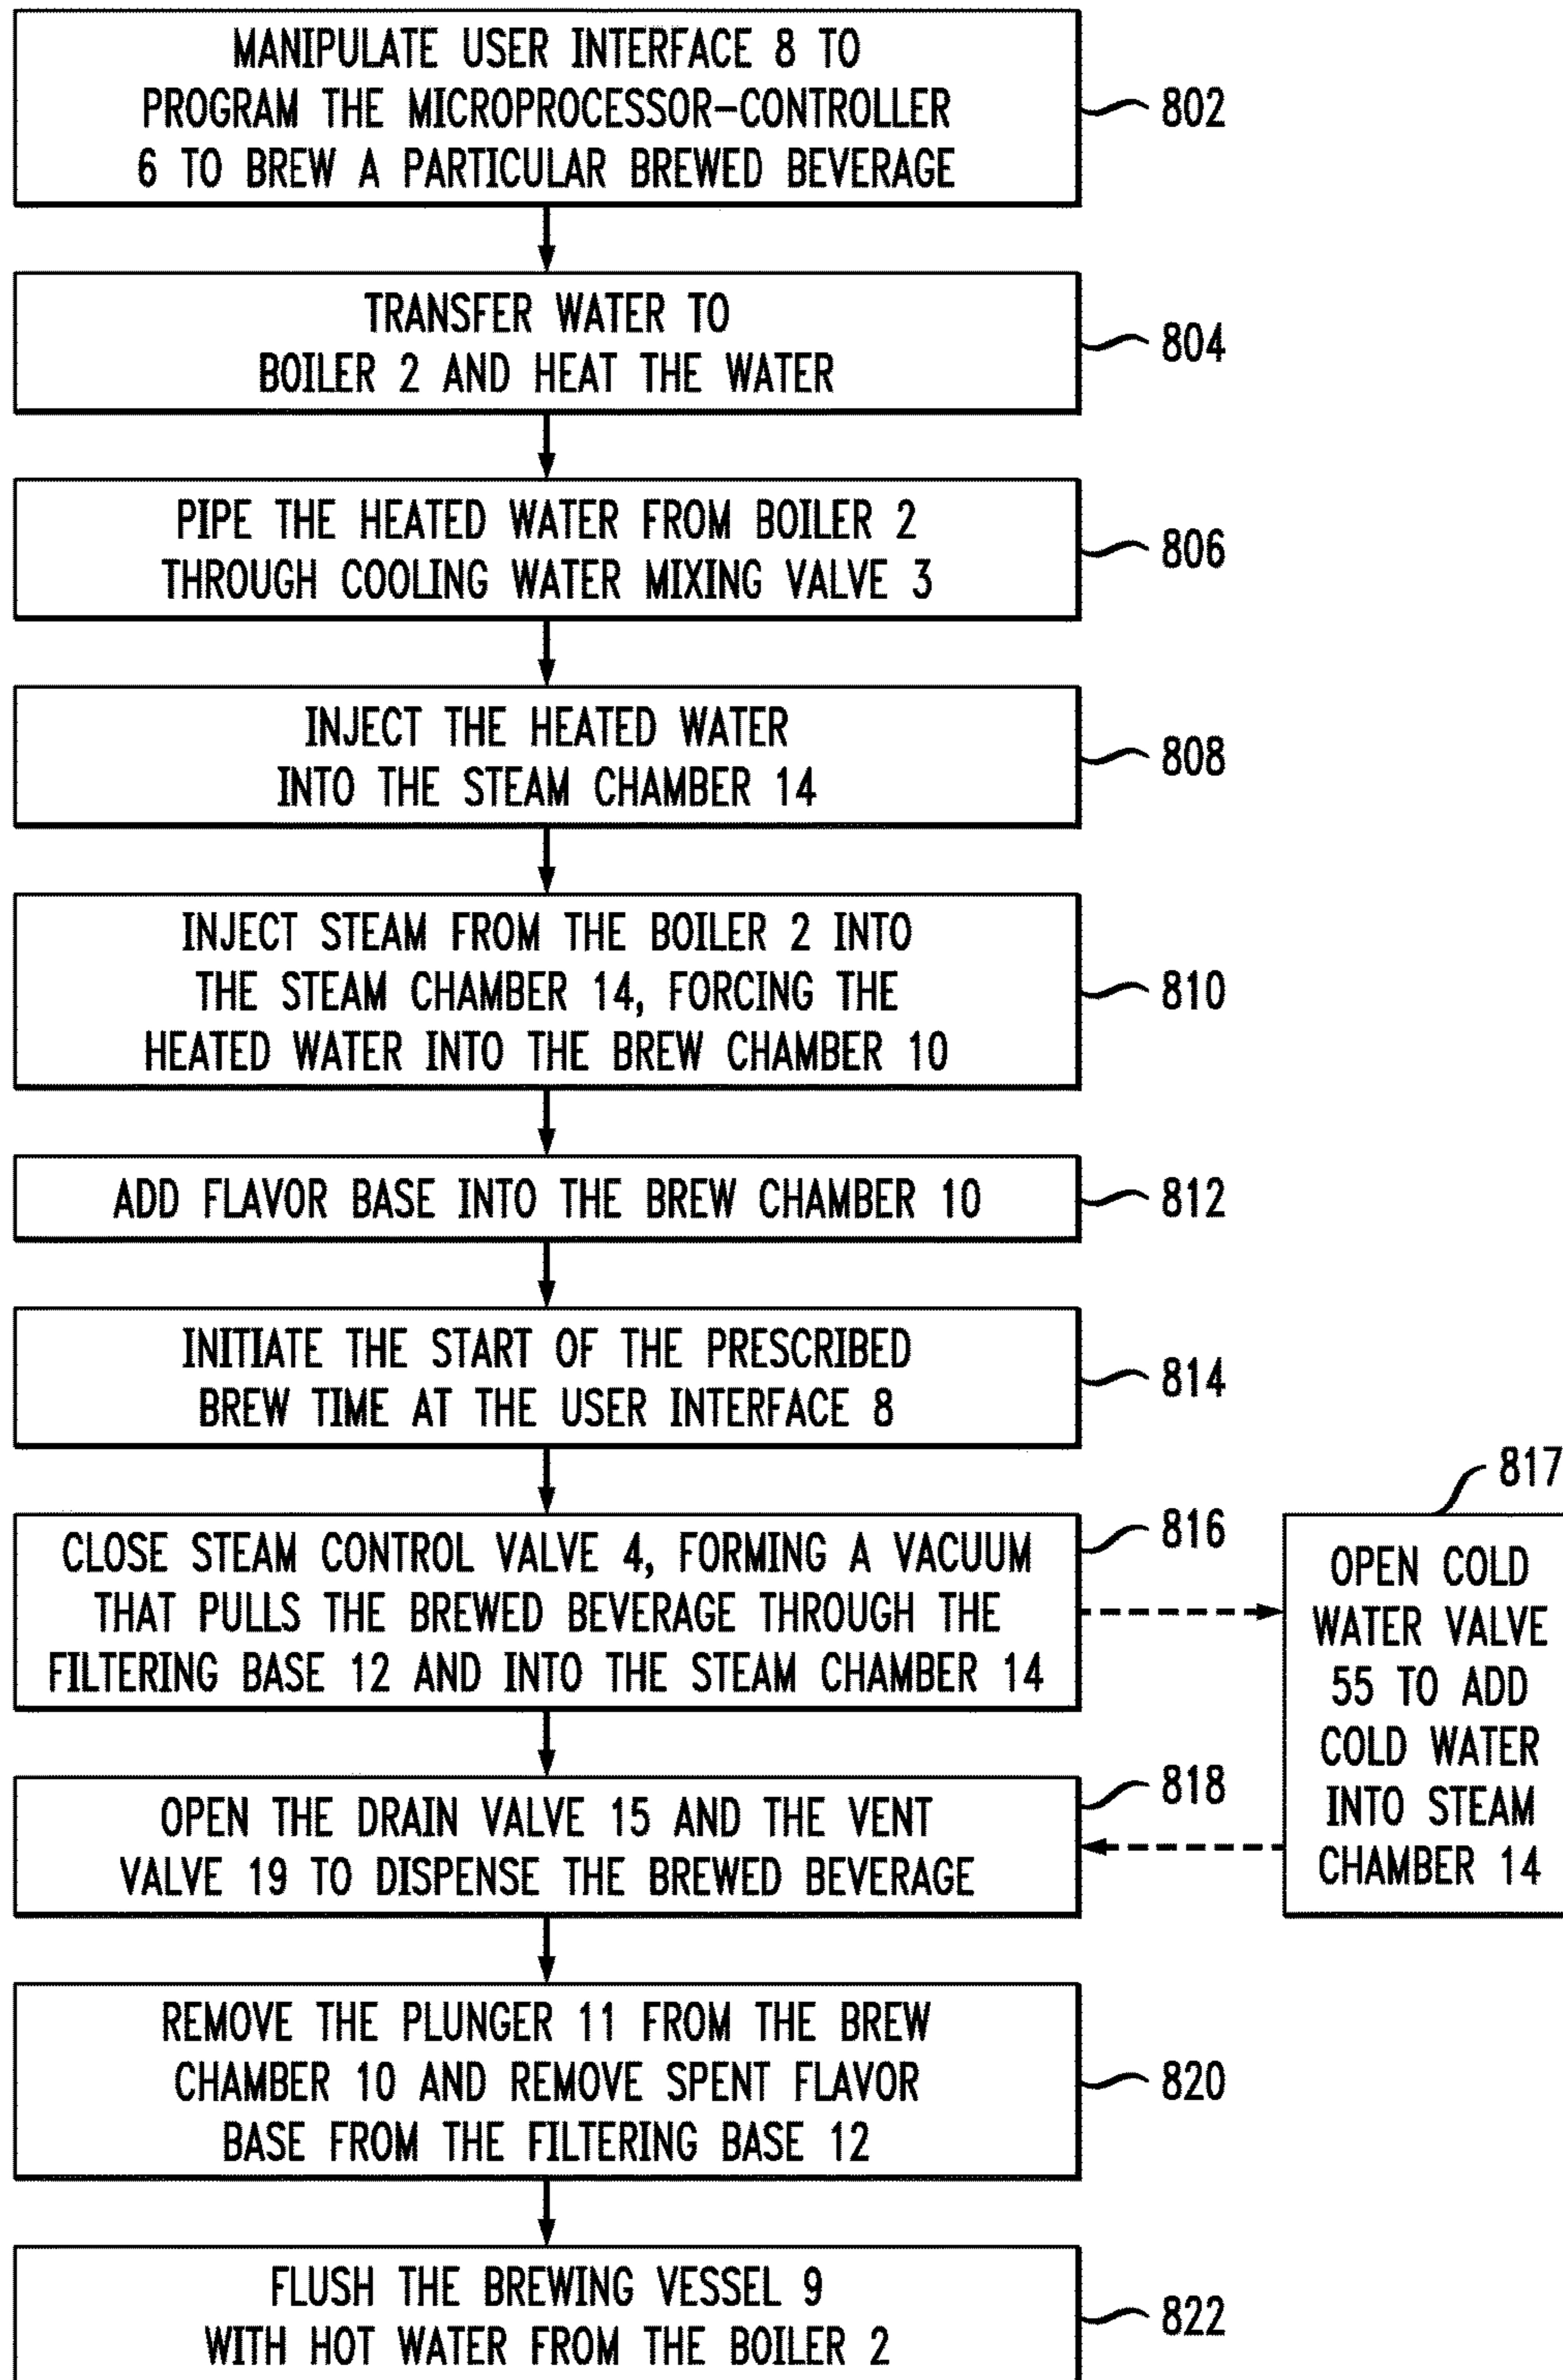 MANIPULATE USER INTERFACE 8 TO
PROGRAM THE MICROPROCESSOR-CONTROLLER
6 TO BREW A PARTICULAR BREWED BEVERAGE
802
TRANSFER WATER TO
BOILER 2 AND HEAT THE WATER
804
PIPE THE HEATED WATER FROM BOILER 2
THROUGH COOLING WATER MIXING VALVE 3
806
INJECT THE HEATED WATER
INTO THE STEAM CHAMBER 14
808
INJECT STEAM FROM THE BOILER 2 INTO
THE STEAM CHAMBER 14, FORCING THE
HEATED WATER INTO THE BREW CHAMBER 10
810
ADD FLAVOR BASE INTO THE BREW CHAMBER 10
812
INITIATE THE START OF THE PRESCRIBED
BREW TIME AT THE USER INTERFACE 8
814
CLOSE STEAM CONTROL VALVE 4, FORMING A VACUUM
THAT PULLS THE BREWED BEVERAGE THROUGH THE
FILTERING BASE 12 AND INTO THE STEAM CHAMBER 14
816
817
OPEN COLD
WATER VALVE
55 TO ADD
COLD WATER
INTO STEAM
CHAMBER 14
OPEN THE DRAIN VALVE 15 AND THE VENT
VALVE 19 TO DISPENSE THE BREWED BEVERAGE
818
REMOVE THE PLUNGER 11 FROM THE BREW
CHAMBER 10 AND REMOVE SPENT FLAVOR
BASE FROM THE FILTERING BASE 12
820
FLUSH THE BREWING VESSEL 9
WITH HOT WATER FROM THE BOILER 2
822